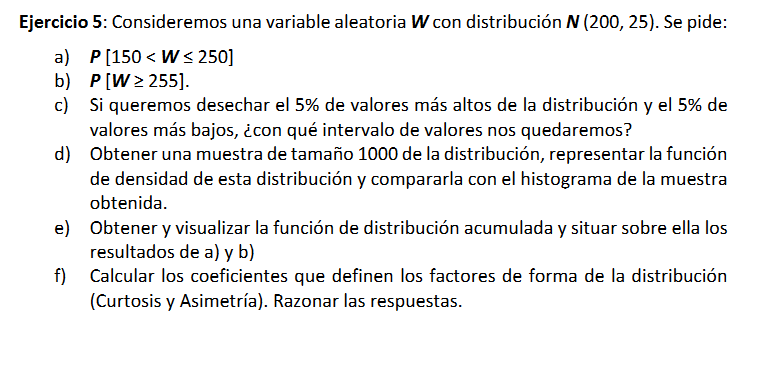 Ejercicio 5: Consideremos una variable aleatoria W con distribución N (200, 25). Se pide:
a) P [150 < W ≤ 250]
b) P [W ≥ 255].
c) Si queremos desechar el 5% de valores más altos de la distribución y el 5% de
valores más bajos, ¿con qué intervalo de valores nos quedaremos?
d) Obtener una muestra de tamaño 1000 de la distribución, representar la función
de densidad de esta distribución y compararla con el histograma de la muestra
obtenida.
e) Obtener y visualizar la función de distribución acumulada y situar sobre ella los
resultados de a) y b)
f) Calcular los coeficientes que definen los factores de forma de la distribución
(Curtosis y Asimetría). Razonar las respuestas.